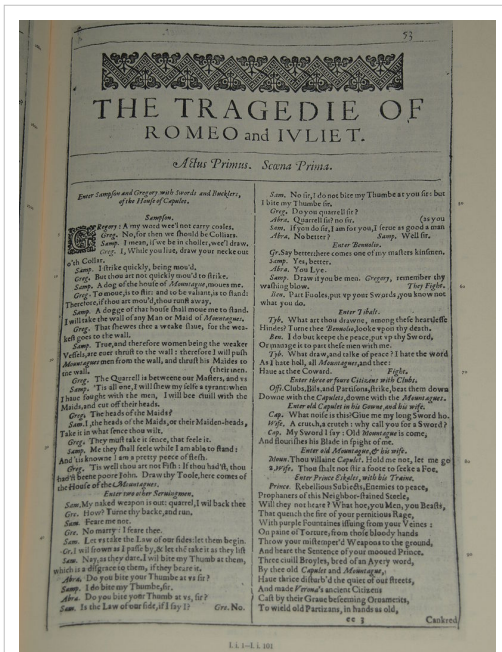 53
THE TRAGEDIE OF
ROMEO and IVLIET.
Actus Primus. Scœna Prima.
Enter Sampson and Gregory, with Swords and Bucklers,
of the House of Capulet.
Sampson.
Gregory: A my word wee'l not carry coales.
Greg. No, for then we should be Colliars.
Samp. I mean, if we be in choller, wee'l draw.
Greg. I, While you liue, draw your necke out
o'th Collar.
Samp. I strike quickly, being mou'd.
Greg. But thou art not quickly mou'd to strike.
Samp. A dog of the house of Mountague, moues me.
Greg. To moue, is to stir: and to be valiant, is to stand:
Therefore, if thou art mou'd, thou runst away.
Samp. A dogge of that house shall moue me to stand.
I will take the wall of any Man or Maid of Mountagues.
Greg. That shewes thee a weake slaue, for the wea-
kest goes to the wall.
Samp. True, and therefore women being the weaker
Vessels, are euer thrust to the wall: therefore I will push
Mountagues men from the wall, and thrust his Maides to
the wall. (their men.
Greg. The Quarrell is betweene our Masters, and vs
Samp. 'Tis all one, I will shew my selfe a tyrant: when
I haue fought with the men, I will bee ciuill with the
Maids, and cut off their heads.
Greg. The heads of the Maids?
Sam. I, the heads of the Maids, or their Maiden-heads,
Take it in what sence thou wilt.
Greg. They must take it sence, that feele it.
Samp. Me they shall feele while I am able to stand:
And 'tis knowne I am a pretty peece of flesh.
Greg. 'Tis well thou art not Fish: If thou had'st, thou
had'st beene poore John. Draw thy Toole, here comes of
the House of the Mountagues.
Enter two other Seruingmen.
Sam. My naked weapon is out: quarrel, I wil back thee
Gre. How? Turne thy backe, and run.
Sam. Feare me not.
Gre. No marry: I feare thee.
Sam. Let vs take the Law of our sides: let them begin.
Gr. I wil frown as I passe by, & let thē take it as they list
Sam. Nay, as they dare. I wil bite my Thumb at them,
which is a disgrace to them, if they beare it.
Abra. Do you bite your Thumbe at vs sir?
Samp. I do bite my Thumbe, sir.
Abra. Do you bite your Thumb at vs, sir?
Sam. Is the Law of our side, if I say I? Gre. No.
Sam. No sir, I do not bite my Thumbe at you sir: but
I bite my Thumbe sir.
Greg. Do you quarrell sir?
Abra. Quarrell sir? no sir. (as you
Sam. If you do sir, I am for you, I serue as good a man
Abra. No better? Samp. Well sir.
Enter Benuolio.
Gr. Say better: here comes one of my masters kinsmen.
Samp. Yes, better.
Abra. You Lye.
Samp. Draw if you be men. Gregory, remember thy
washing blow. They Fight.
Ben. Part Fooles, put vp your Swords, you know not
what you do.
Enter Tibalt.
Tyb. What art thou drawne, among these heartlesse
Hindes? Turne thee Benuolio, looke vpon thy death.
Ben. I do but keepe the peace, put vp thy Sword,
Or manage it to part these men with me.
Tyb. What draw, and talke of peace? I hate the word
As I hate hell, all Mountagues, and thee:
Haue at thee Coward. Fight.
Enter three or foure Citizens with Clubs.
Offi. Clubs, Bils, and Partisons, strike, beat them down
Downe with the Capulets, downe with the Mountagues.
Enter old Capulet in his Gowne, and his wife.
Cap. What noise is this? Giue me my long Sword ho.
Wife. A crutch, a crutch: why call you for a Sword?
Cap. My Sword I say: Old Mountague is come,
And flourishes his Blade in spight of me.
Enter old Mountague, & his wife.
Moun. Thou villaine Capulet. Hold me not, let me go
2.Wife. Thou shalt not stir a foote to seeke a Foe.
Enter Prince Eskales, with his Traine.
Prince. Rebellious Subiects, Enemies to peace,
Prophaners of this Neighbor-stained Steele,
Will they not heare? What hoe, you Men, you Beasts,
That quench the fire of your pernitious Rage,
With purple Fountaines issuing from your Veines:
On paine of Torture, from those bloody hands
Throw your mistemper'd Weapons to the ground,
And heare the Sentence of your mooued Prince.
Three ciuill Broyles, bred of an Ayery word,
By thee old Capulet and Mountague,
Haue thrice disturb'd the quiet of our streets,
And made Verona's ancient Citizens
Cast by their Graue beseeming Ornaments,
To wield old Partizans, in hands as old,
ee 3 Cankred
I. i. 1–I. i. 101